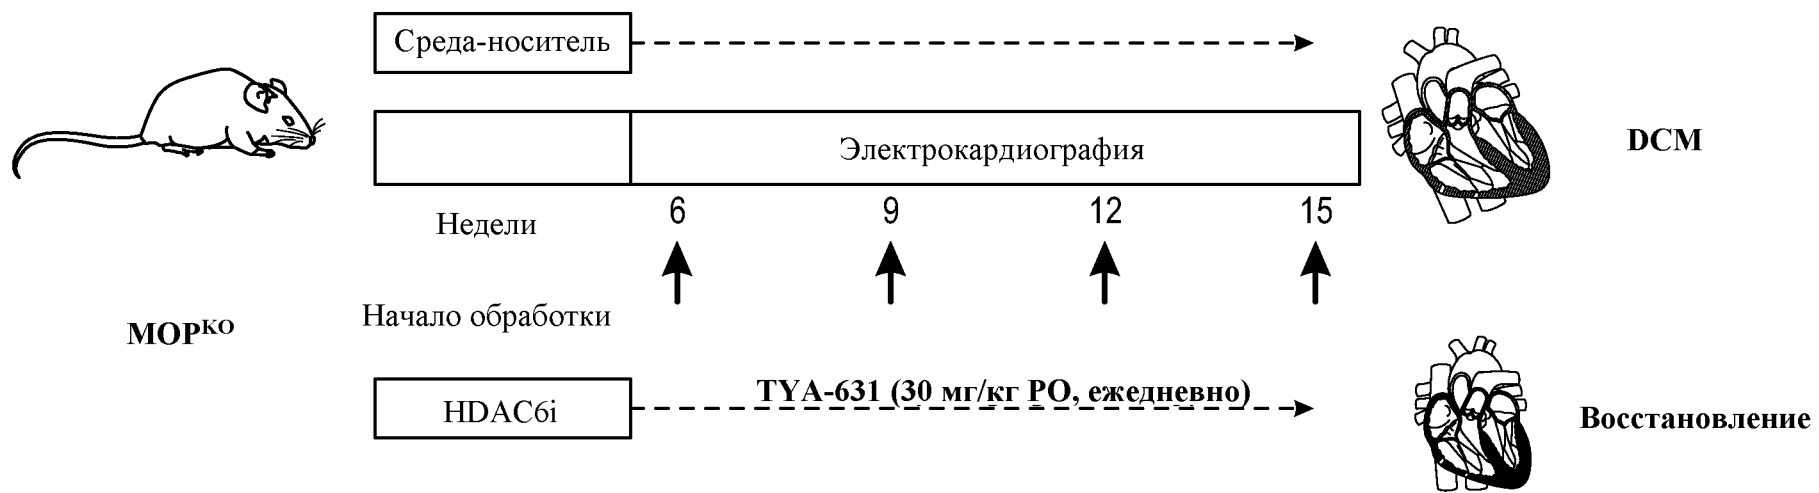 Среда-носитель
Электрокардиография
DCM
6 9 12 15
Недели
Начало обработки
MOPKO
TYA-631 (30 мг/кг PO, ежедневно)
HDAC6i
Восстановление